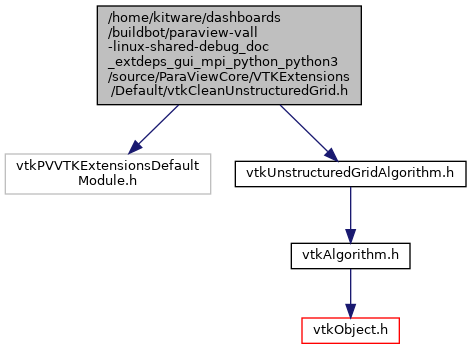 /home/kitware/dashboards
/buildbot/paraview-vall
-linux-shared-debug_doc
_extdeps_gui_mpi_python_python3
/source/ParaViewCore/VTKExtensions
/Default/vtkCleanUnstructuredGrid.h
vtkPVVTKExtensionsDefault
Module.h
vtkUnstructuredGridAlgorithm.h
vtkAlgorithm.h
vtkObject.h